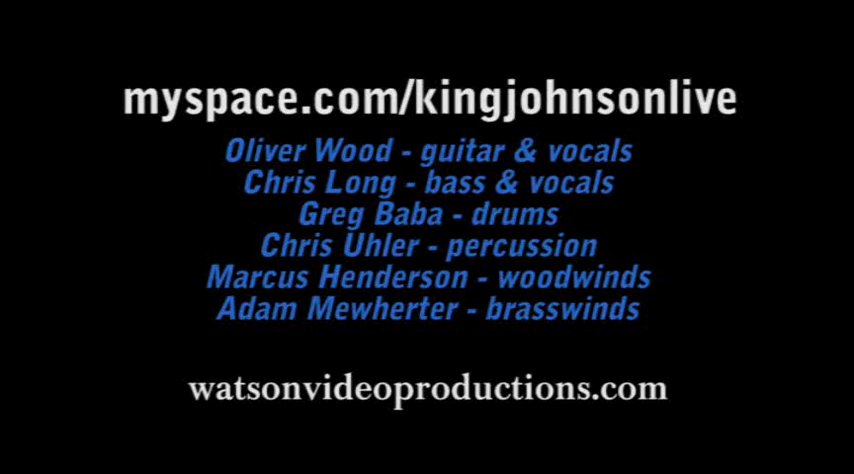 myspace.com/kingjohnsonlive
Oliver Wood - guitar & vocals
Chris Long - bass & vocals
Greg Baba - drums
Chris Uhler - percussion
Marcus Henderson - woodwinds
Adam Mewherter - brasswinds
watsonvideoproductions.com